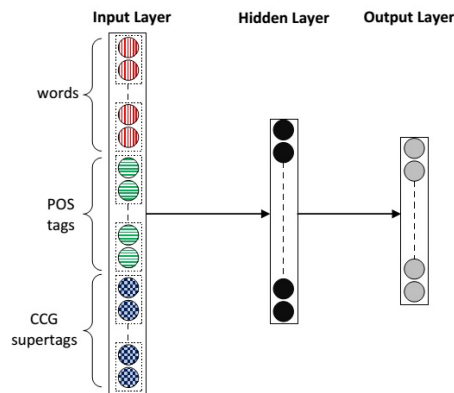 Input Layer
Hidden Layer
Output Layer
words
POS
tags
CCG
supertags